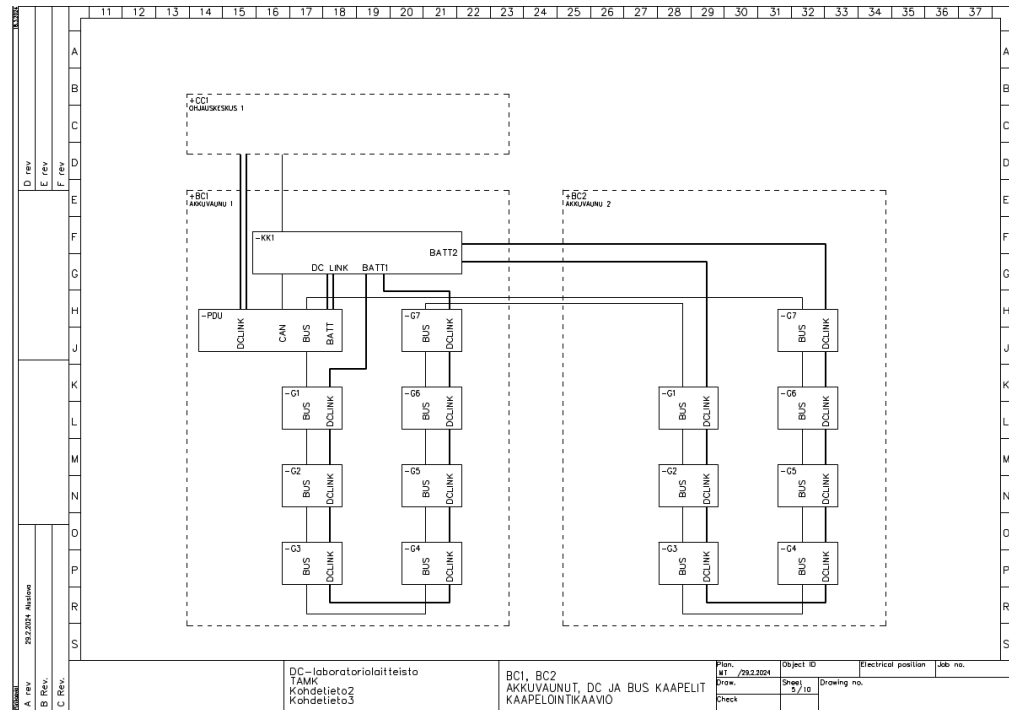 11 12 13 14 15 16 17 18 19 20 21 22 23 24 25 26 27 28 29 30 31 32 33 34 35 36 37
A A
B B
C C
D D
E E
F F
G G
H H
J J
K K
L L
M M
N N
O O
P P
R R
S S
+CC1
OHJAUSKESKUS 1
+BC1
AKKUVAUNU 1
+BC2
AKKUVAUNU 2
-KK1
BATT2
DC LINK BATT1
-PDU
DCLINK
CAN
BUS
BATT
-G7
BUS
DCLINK
-G7
BUS
DCLINK
-G1
BUS
DCLINK
-G6
BUS
DCLINK
-G1
BUS
DCLINK
-G6
BUS
DCLINK
-G2
BUS
DCLINK
-G5
BUS
DCLINK
-G2
BUS
DCLINK
-G5
BUS
DCLINK
-G3
BUS
DCLINK
-G4
BUS
DCLINK
-G3
BUS
DCLINK
-G4
BUS
DCLINK
D rev
E rev
F rev
A rev 29.2.2024
B Rev.
C Rev.
DC-laboratoriolaitteisto
TAMK
Kohdelieto2
Kohdelieto3
BC1, BC2
AKKUVAUNUT, DC JA BUS KAAPELIT
KAAPELOINTIKAAVIO
Plan.
MT /29.2.2024
Draw.
Check
Object ID
Sheet
5/10
Electrical position
Drawing no.
Job no.